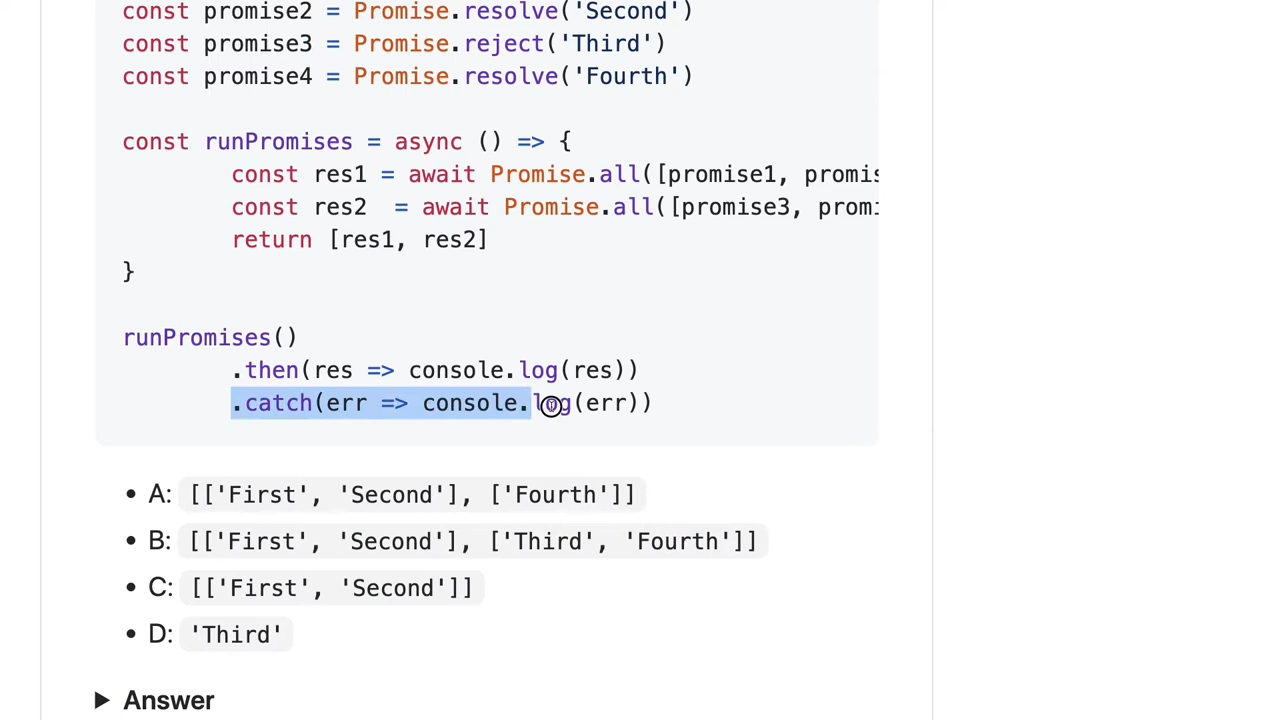 const promise2 = Promise.resolve('Second')
const promise3 = Promise.reject('Third')
const promise4 = Promise.resolve('Fourth')
const runPromises = async () => {
const res1 = await Promise.all([promise1, promis
const res2  = await Promise.all([promise3, promi
return [res1, res2]
}
runPromises()
.then(res => console.log(res))
.catch(err => console.log(err))
A: [['First', 'Second'], ['Fourth']]
B: [['First', 'Second'], ['Third', 'Fourth']]
C: [['First', 'Second']]
D: 'Third'
Answer